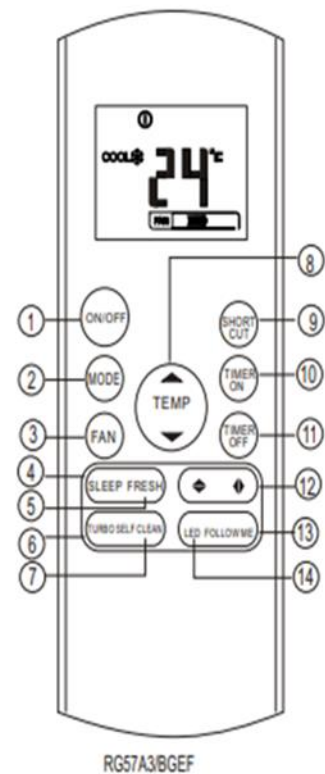 COOL 24°C
FAN
8
1 ON/OFF SHORT CUT 9
2 MODE TEMP TIMER ON 10
3 FAN TIMER OFF 11
4 SLEEP FRESH 12
5
6 TURBO SELF CLEAN LED FOLLOW ME 13
7 14
RG57A3/BGEF